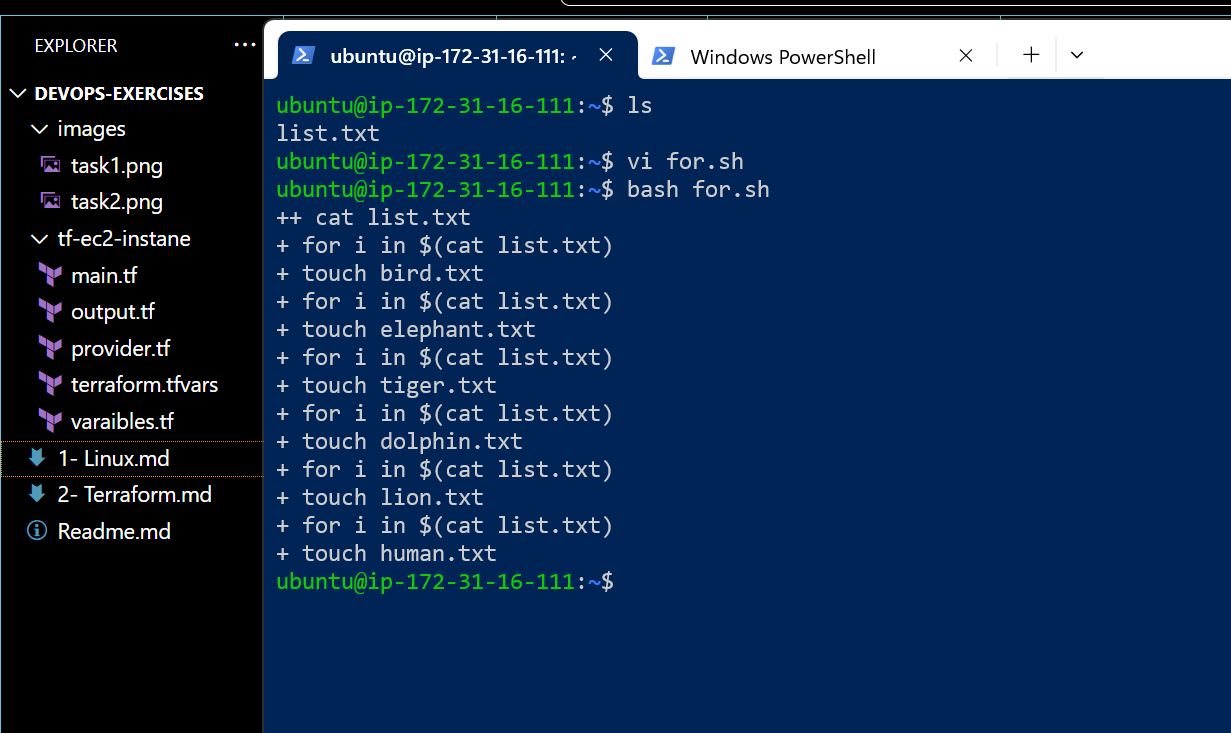 EXPLORER ...
DEVOPS-EXERCISES
images
task1.png
task2.png
tf-ec2-instane
main.tf
output.tf
provider.tf
terraform.tfvars
varaibles.tf
1- Linux.md
2- Terraform.md
Readme.md
ubuntu@ip-172-31-16-111: ~
Windows PowerShell
ubuntu@ip-172-31-16-111:~$ ls
list.txt
ubuntu@ip-172-31-16-111:~$ vi for.sh
ubuntu@ip-172-31-16-111:~$ bash for.sh
++ cat list.txt
+ for i in $(cat list.txt)
+ touch bird.txt
+ for i in $(cat list.txt)
+ touch elephant.txt
+ for i in $(cat list.txt)
+ touch tiger.txt
+ for i in $(cat list.txt)
+ touch dolphin.txt
+ for i in $(cat list.txt)
+ touch lion.txt
+ for i in $(cat list.txt)
+ touch human.txt
ubuntu@ip-172-31-16-111:~$